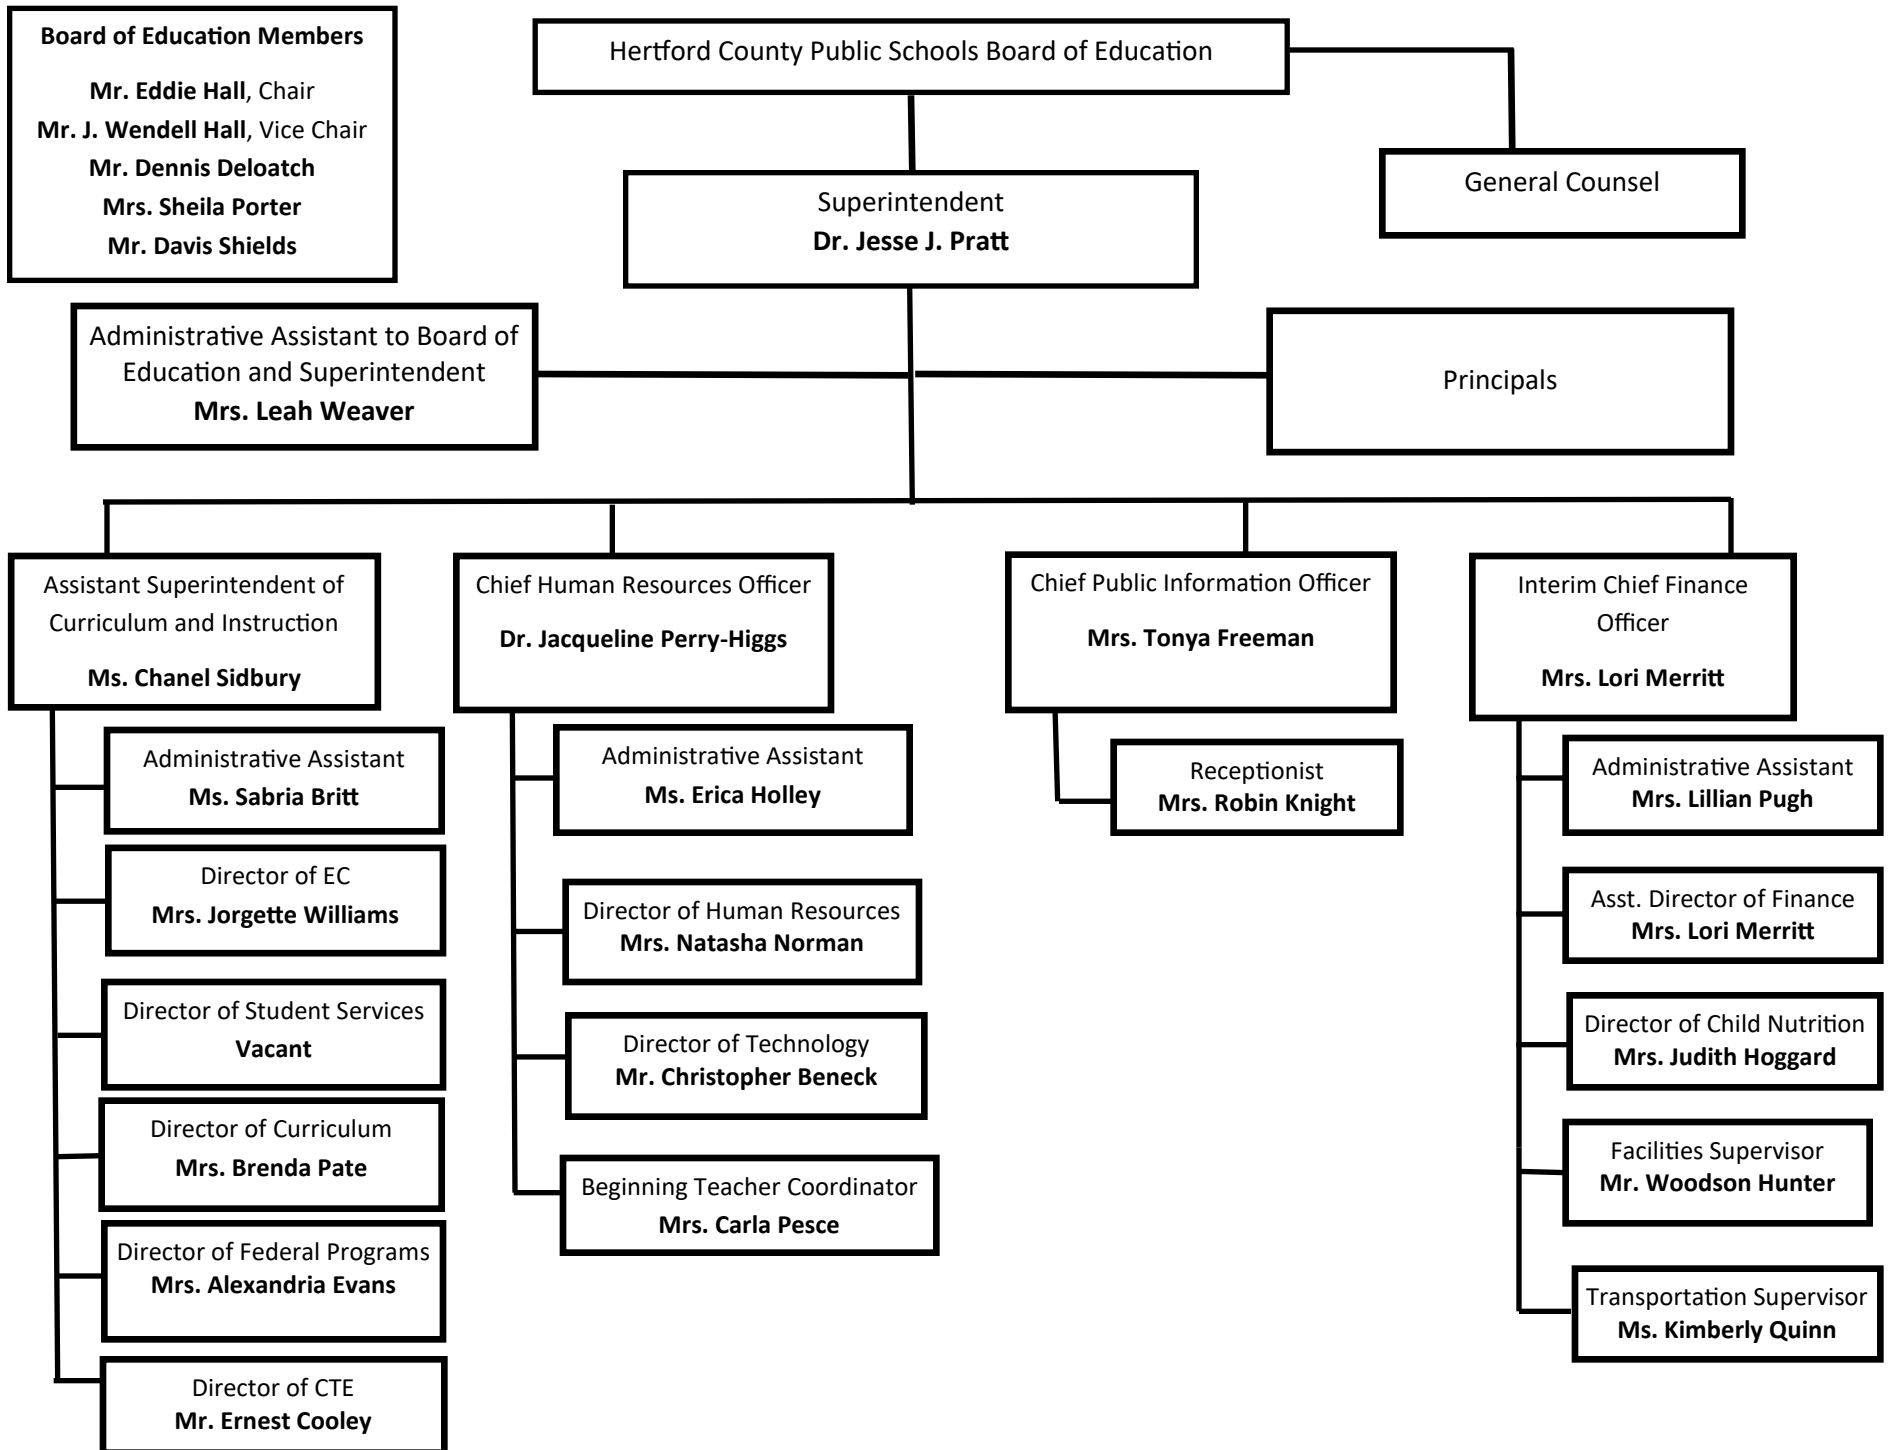 Board of Education Members
Mr. Eddie Hall, Chair
Mr. J. Wendell Hall, Vice Chair
Mr. Dennis Deloatch
Mrs. Sheila Porter
Mr. Davis Shields
Hertford County Public Schools Board of Education
General Counsel
Superintendent
Dr. Jesse J. Pratt
Administrative Assistant to Board of
Education and Superintendent
Mrs. Leah Weaver
Principals
Assistant Superintendent of
Curriculum and Instruction
Ms. Chanel Sidbury
Administrative Assistant
Ms. Sabria Britt
Director of EC
Mrs. Jorgette Williams
Director of Student Services
Vacant
Director of Curriculum
Mrs. Brenda Pate
Director of Federal Programs
Mrs. Alexandria Evans
Director of CTE
Mr. Ernest Cooley
Chief Human Resources Officer
Dr. Jacqueline Perry-Higgs
Administrative Assistant
Ms. Erica Holley
Director of Human Resources
Mrs. Natasha Norman
Director of Technology
Mr. Christopher Beneck
Beginning Teacher Coordinator
Mrs. Carla Pesce
Chief Public Information Officer
Mrs. Tonya Freeman
Receptionist
Mrs. Robin Knight
Interim Chief Finance
Officer
Mrs. Lori Merritt
Administrative Assistant
Mrs. Lillian Pugh
Asst. Director of Finance
Mrs. Lori Merritt
Director of Child Nutrition
Mrs. Judith Hoggard
Facilities Supervisor
Mr. Woodson Hunter
Transportation Supervisor
Ms. Kimberly Quinn